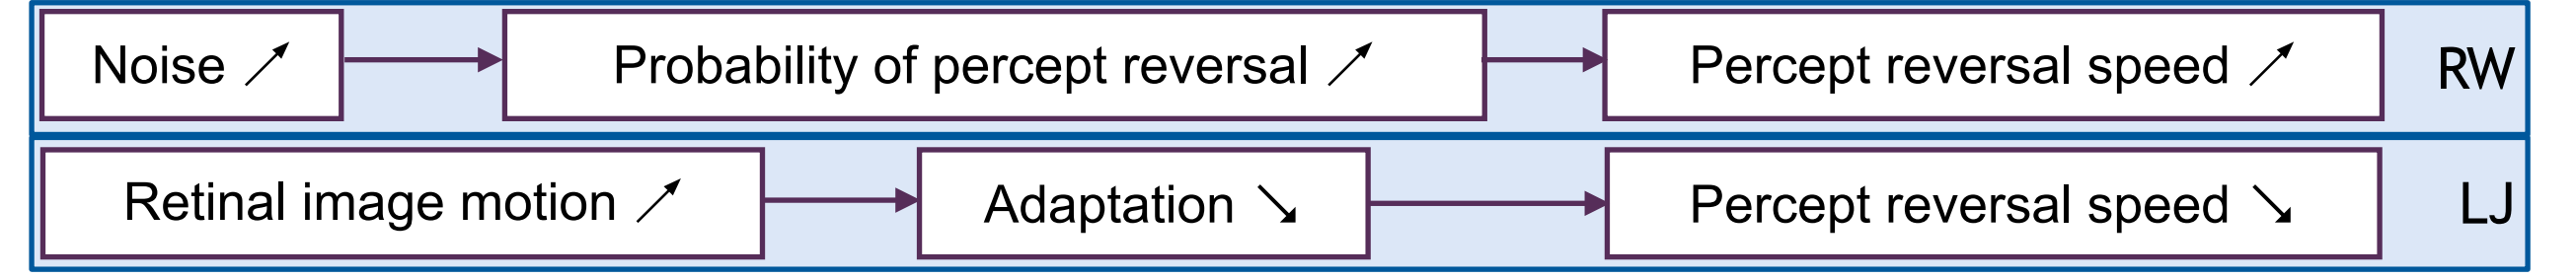 Noise ↗ Probability of percept reversal ↗ Percept reversal speed ↗ RW
Retinal image motion ↗ Adaptation ↘ Percept reversal speed ↘ LJ